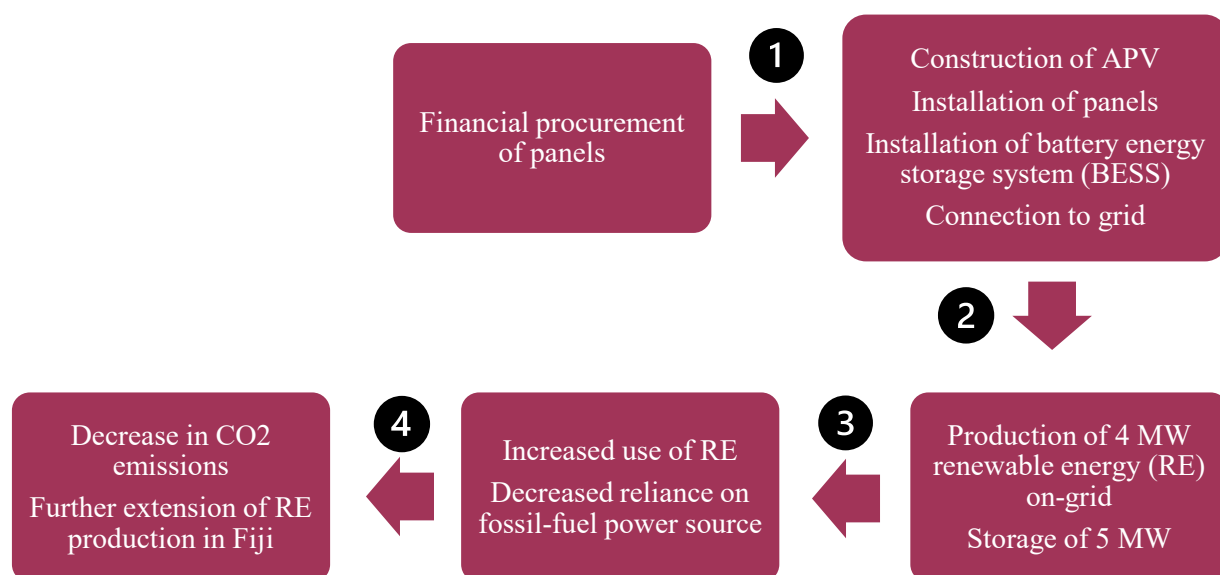 1
Financial procurement
of panels
Construction of APV
Installation of panels
Installation of battery energy
storage system (BESS)
Connection to grid
2
Production of 4 MW
renewable energy (RE)
on-grid
Storage of 5 MW
3
Increased use of RE
Decreased reliance on
fossil-fuel power source
4
Decrease in CO2
emissions
Further extension of RE
production in Fiji